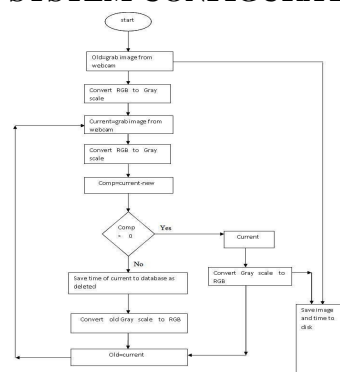 start
Old=grab image from
webcam
Convert RGB to Gray
scale
Current=grab image from
webcam
Convert RGB to Gray
scale
Comp=current-new
Comp
= 0
Yes
No
Current
Save time of current to database as
deleted
Convert Gray scale to
RGB
Convert old Gray scale to RGB
Save image
and time to
disk
Old=current